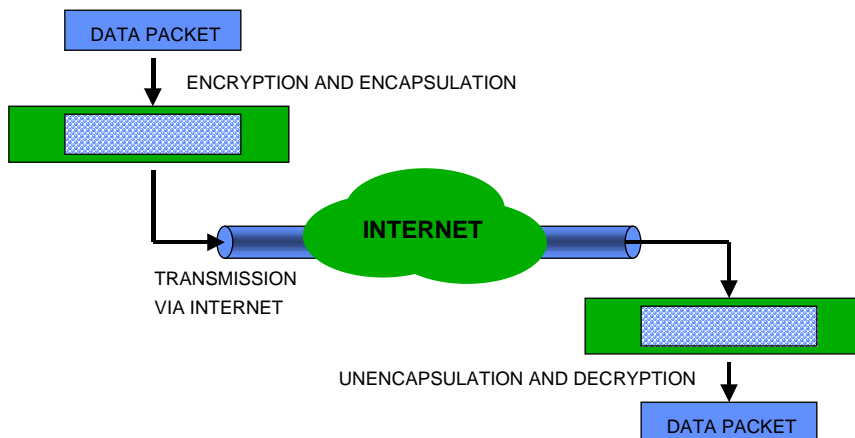 DATA PACKET
ENCRYPTION AND ENCAPSULATION
INTERNET
TRANSMISSION
VIA INTERNET
UNENCAPSULATION AND DECRYPTION
DATA PACKET